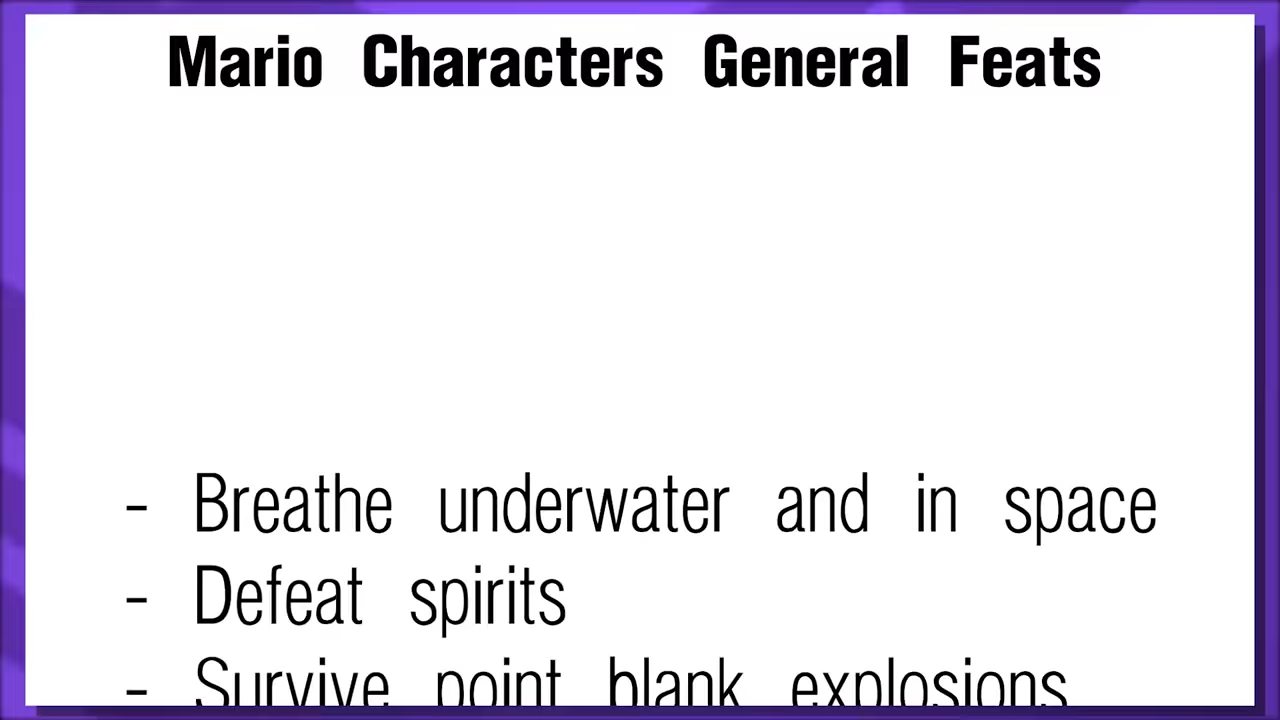 Mario Characters General Feats
- Breathe underwater and in space
- Defeat spirits
- Survive point blank explosions